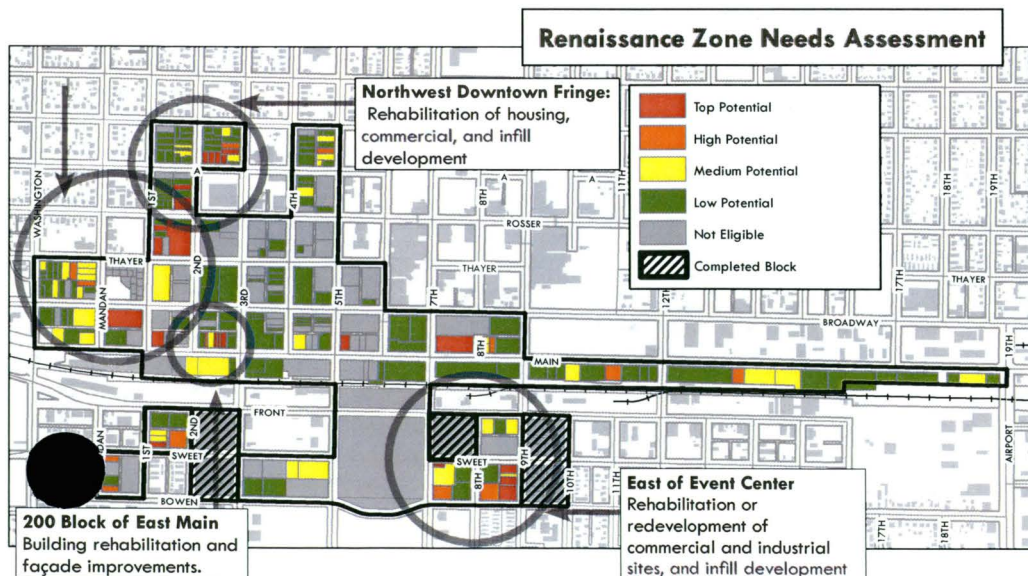 Renaissance Zone Needs Assessment
Northwest Downtown Fringe:
Rehabilitation of housing,
commercial, and infill
development
Top Potential
High Potential
Medium Potential
Low Potential
Not Eligible
Completed Block
WASHINGTON
1ST
A
4TH
8TH
A
11TH
A
18TH
19TH
ROSSER
THAYER
2ND
MANDAN
3RD
5TH
7TH
THAYER
12TH
17TH
THAYER
BROADWAY
8TH
MAIN
19TH
FRONT
1ST
2ND
SWEET
BOWEN
SWEET
8TH
9TH
10TH
11TH
AIRPORT
17TH
18TH
200 Block of East Main
Building rehabilitation and
façade improvements.
East of Event Center
Rehabilitation or
redevelopment of
commercial and industrial
sites, and infill development